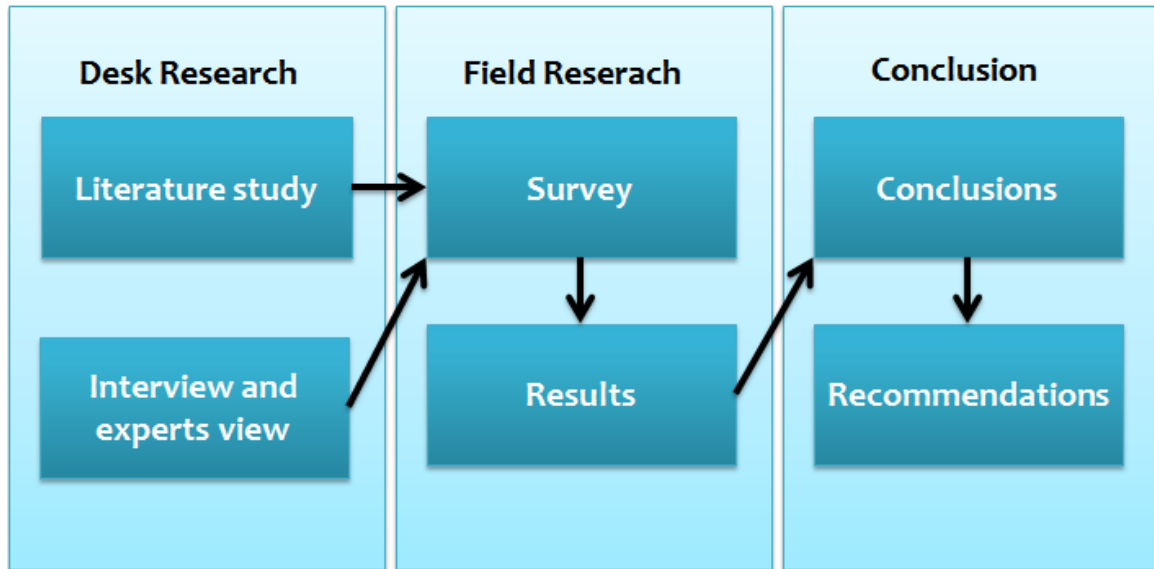 Desk Research
Literature study
Interview and
experts view
Field Reserach
Survey
Results
Conclusion
Conclusions
Recommendations